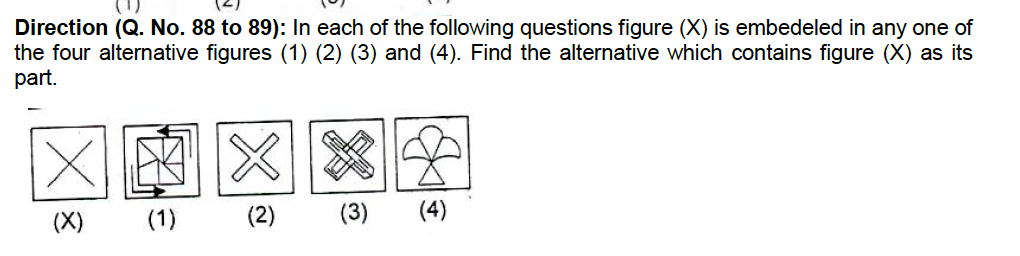 (1) (2)
Direction (Q. No. 88 to 89): In each of the following questions figure (X) is embedeled in any one of
the four alternative figures (1) (2) (3) and (4). Find the alternative which contains figure (X) as its
part.
(X) (1) (2) (3) (4)